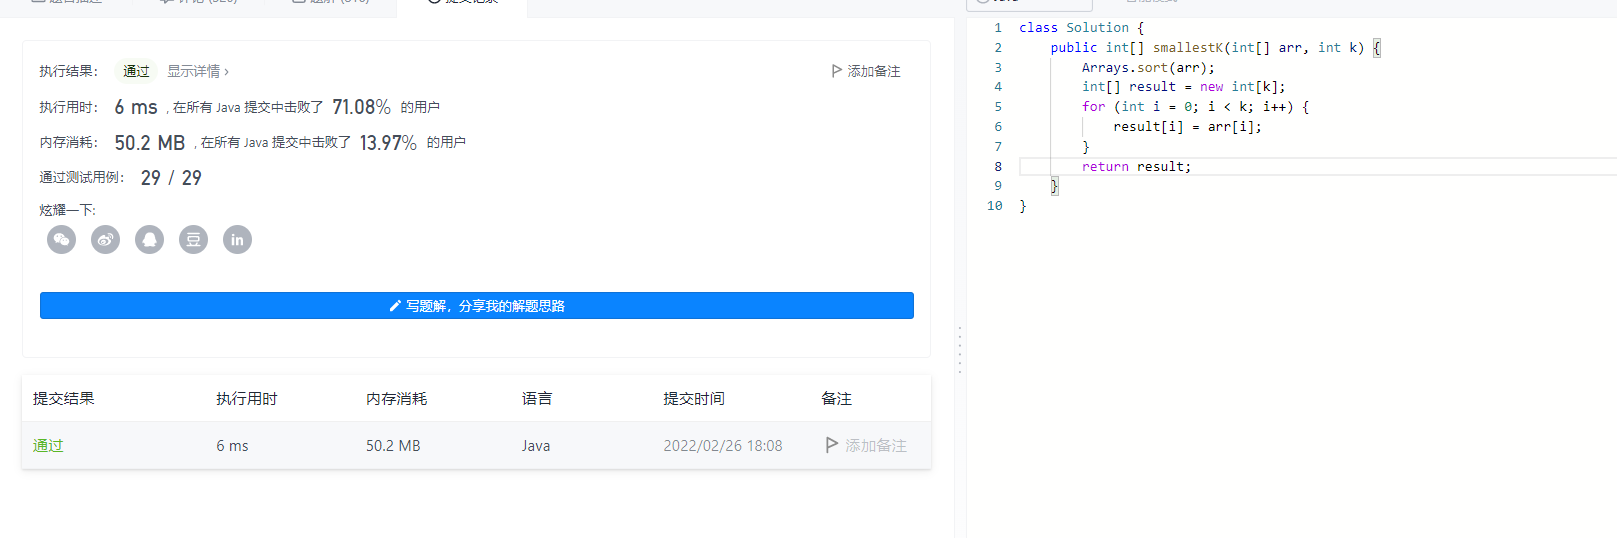 执行结果： 通过 显示详情 › 添加备注
执行用时： 6 ms , 在所有 Java 提交中击败了 71.08% 的用户
内存消耗： 50.2 MB , 在所有 Java 提交中击败了 13.97% 的用户
通过测试用例： 29 / 29
炫耀一下:
写题解，分享我的解题思路
提交结果 执行用时 内存消耗 语言 提交时间 备注
通过 6 ms 50.2 MB Java 2022/02/26 18:08 添加备注
1 class Solution {
2 public int[] smallestK(int[] arr, int k) {
3 Arrays.sort(arr);
4 int[] result = new int[k];
5 for (int i = 0; i < k; i++) {
6 result[i] = arr[i];
7 }
8 return result;
9 }
10 }